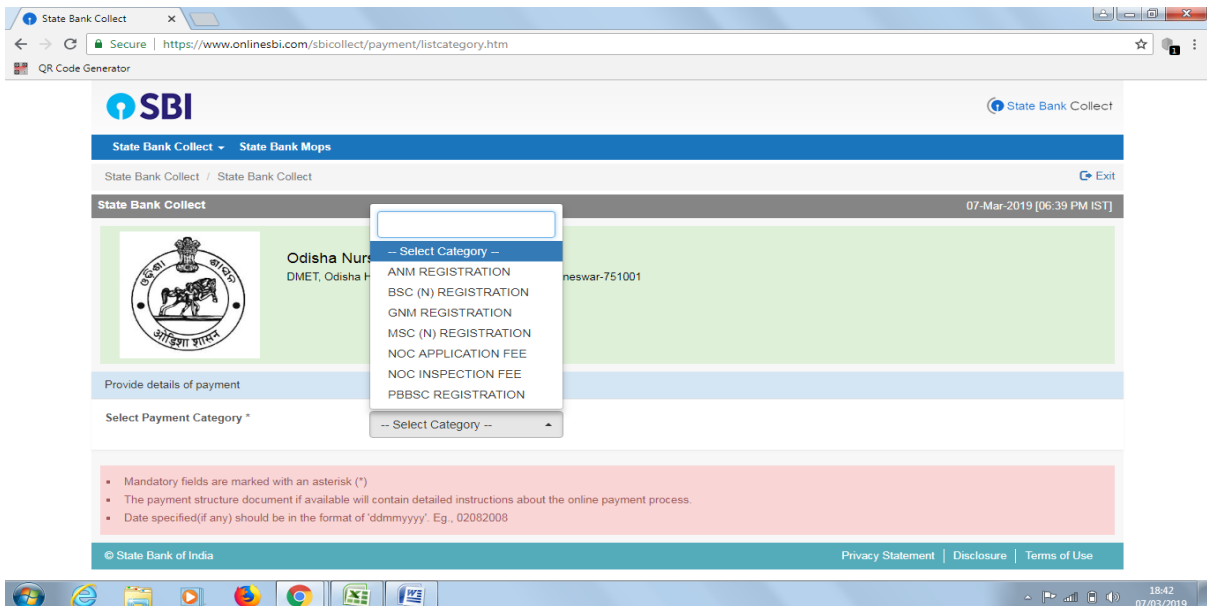 State Bank Collect
Secure | https://www.onlinesbi.com/sbicollect/payment/listcategory.htm
QR Code Generator
SBI
State Bank Collect
State Bank Collect State Bank Mops
State Bank Collect / State Bank Collect
Exit
State Bank Collect
07-Mar-2019 [06:39 PM IST]
Odisha Nurs
DMET, Odisha H
neswar-751001
ଓଡ଼ିଶା ଶାସନ
ओड़िशा शासन
-- Select Category --
ANM REGISTRATION
BSC (N) REGISTRATION
GNM REGISTRATION
MSC (N) REGISTRATION
NOC APPLICATION FEE
NOC INSPECTION FEE
PBBSC REGISTRATION
Provide details of payment
Select Payment Category *
-- Select Category --
Mandatory fields are marked with an asterisk (*)
The payment structure document if available will contain detailed instructions about the online payment process.
Date specified(if any) should be in the format of 'ddmmyyyy'. Eg., 02082008
© State Bank of India
Privacy Statement | Disclosure | Terms of Use
18:42
07/03/2019